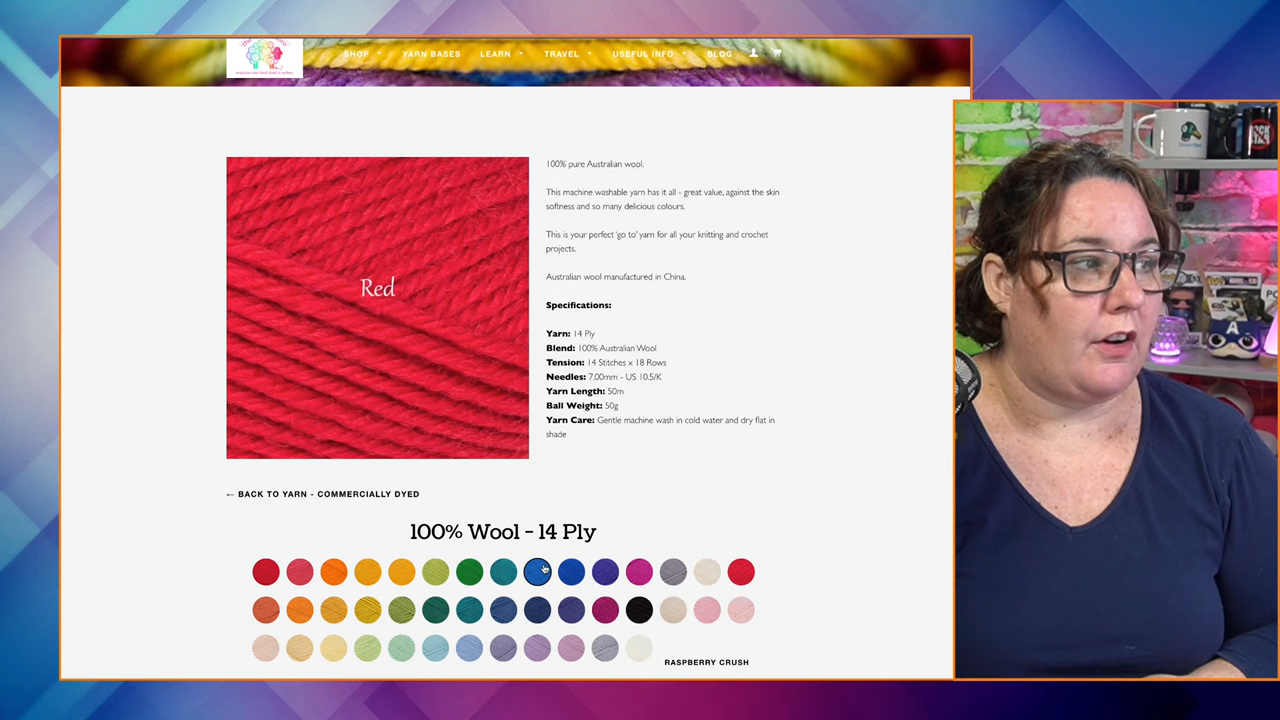 SHOP
YARN BASES
LEARN
TRAVEL
USEFUL INFO
BLOG
Red
100% pure Australian wool.
This machine washable yarn has it all - great value, against the skin
softness and so many delicious colours.
This is your perfect 'go to' yarn for all your knitting and crochet
projects.
Australian wool manufactured in China.
Specifications:
Yarn: 14 Ply
Blend: 100% Australian Wool
Tension: 14 Stitches x 18 Rows
Needles: 7.00mm - US 10.5/K
Yarn Length: 50m
Ball Weight: 50g
Yarn Care: Gentle machine wash in cold water and dry flat in
shade
← BACK TO YARN - COMMERCIALLY DYED
100% Wool - 14 Ply
RASPBERRY CRUSH